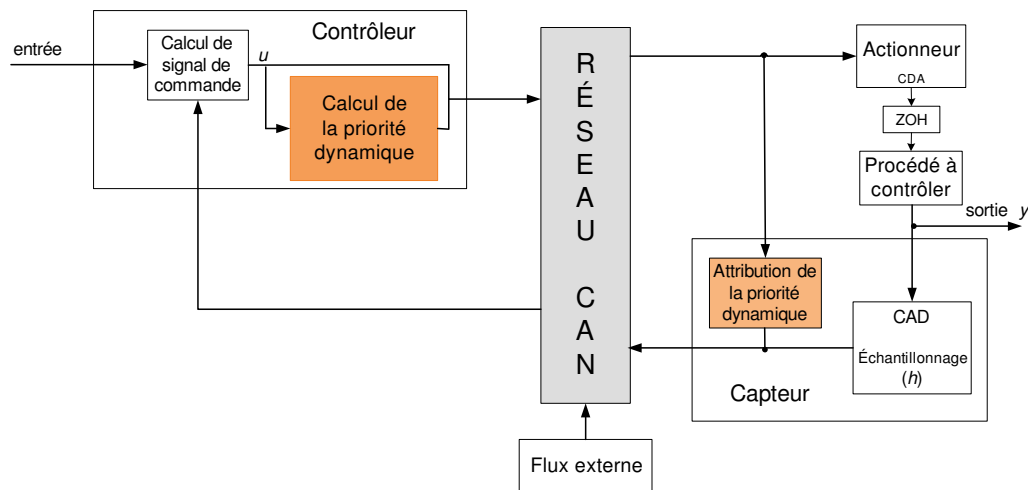 entrée
Contrôleur
Calcul de
signal de
commande
u
Calcul de
la priorité
dynamique
R
É
S
E
A
U
C
A
N
Flux externe
Actionneur
CDA
ZOH
Procédé à
contrôler
sortie y
Attribution de
la priorité
dynamique
CAD
Échantillonnage
(h)
Capteur